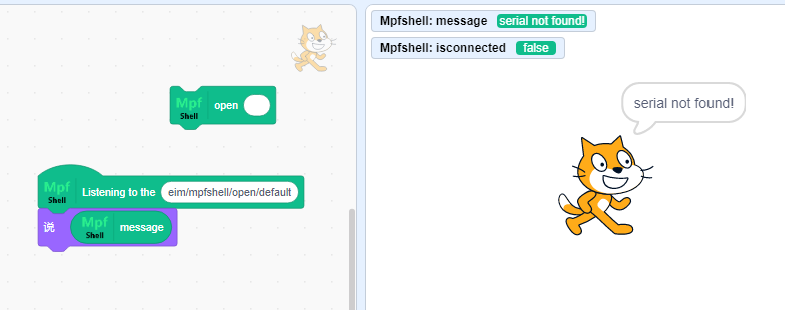 Mpf
Shell
open
Mpf
Shell
Listening to the
eim/mpfshell/open/default
说
Mpf
Shell
message
Mpfshell: message serial not found!
Mpfshell: isconnected false
serial not found!